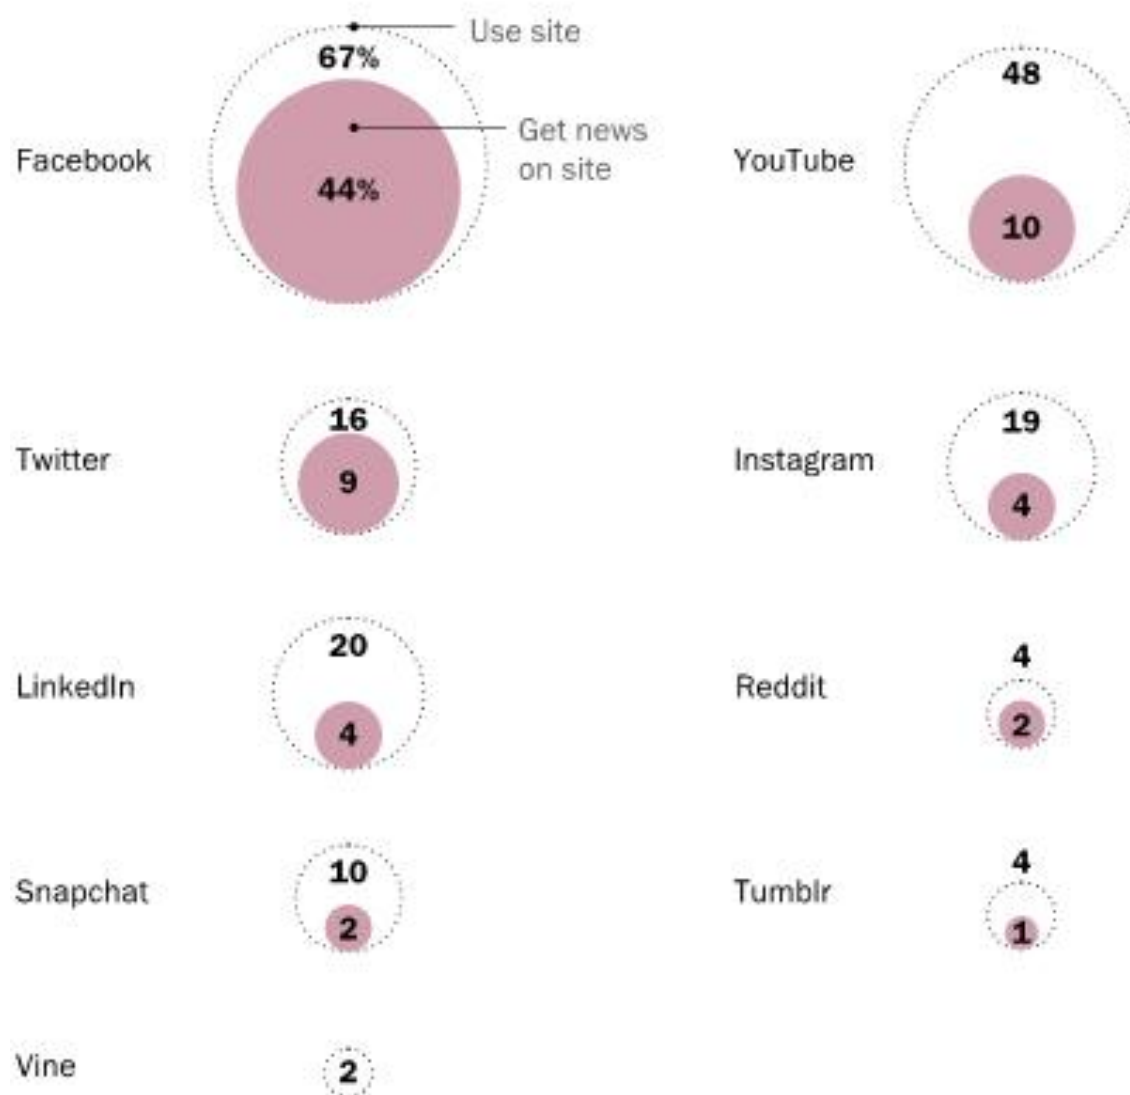 Use site
67%
48
Get news
on site
Facebook
YouTube
44%
10
16
19
Twitter
Instagram
9
4
20
4
LinkedIn
Reddit
4
2
10
4
Snapchat
Tumblr
2
1
Vine
2